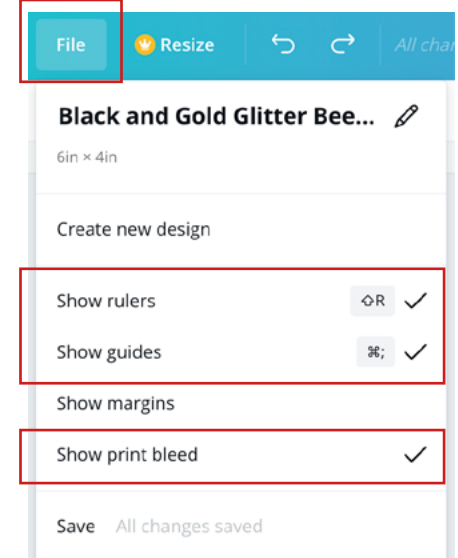 File Resize All char
Black and Gold Glitter Bee...
6in × 4in
Create new design
Show rulers ⇧R
Show guides ⌘;
Show margins
Show print bleed
Save All changes saved